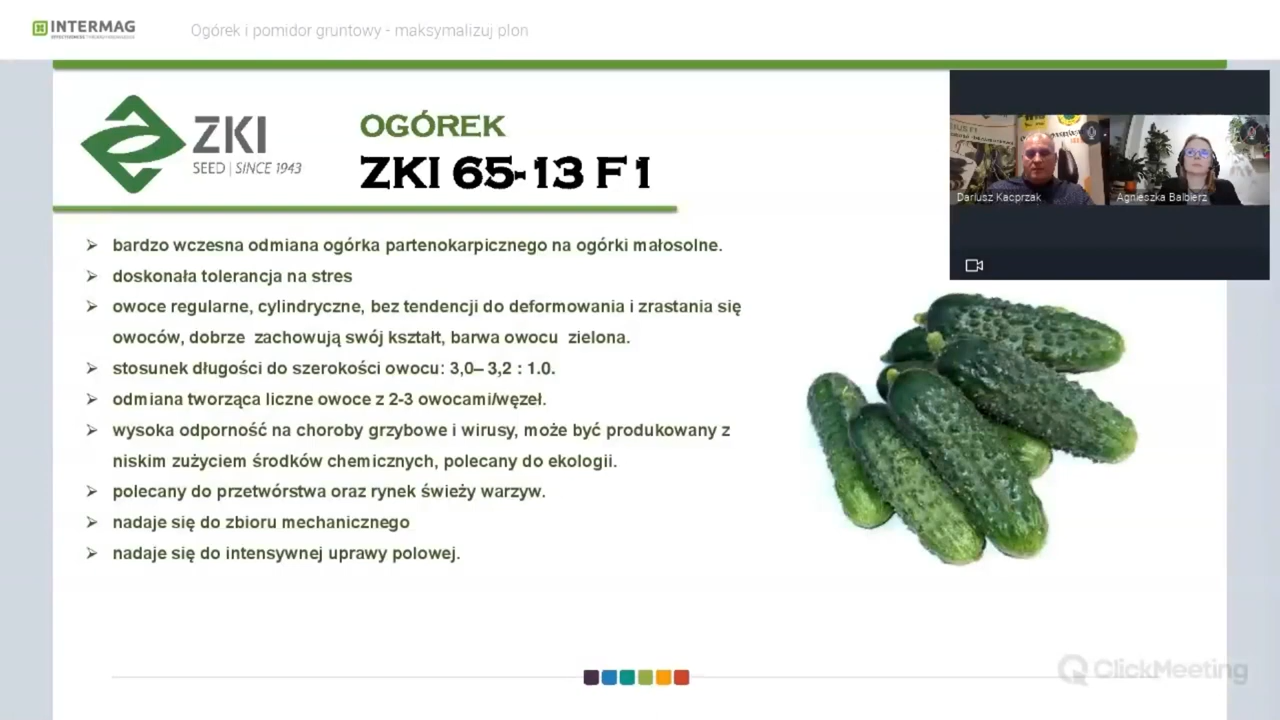 INTERMAG
Ogórek i pomidor gruntowy - maksymalizuj plon
ZKI
SEED | SINCE 1943
OGÓREK
ZKI 65-13 F1
Dariusz Kacprzak
Agnieszka Balbierz
➢ bardzo wczesna odmiana ogórka partenokarpicznego na ogórki małosolne.
➢ doskonała tolerancja na stres
➢ owoce regularne, cylindryczne, bez tendencji do deformowania i zrastania się
owoców, dobrze zachowują swój kształt, barwa owocu zielona.
➢ stosunek długości do szerokości owocu: 3,0– 3,2 : 1.0.
➢ odmiana tworząca liczne owoce z 2-3 owocami/węzeł.
➢ wysoka odporność na choroby grzybowe i wirusy, może być produkowany z
niskim zużyciem środków chemicznych, polecany do ekologii.
➢ polecany do przetwórstwa oraz rynek świeży warzyw.
➢ nadaje się do zbioru mechanicznego
➢ nadaje się do intensywnej uprawy polowej.
ClickMeeting